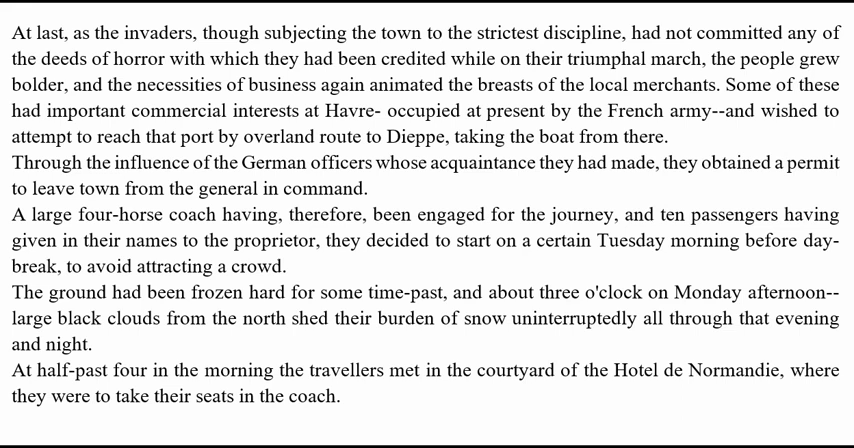 At last, as the invaders, though subjecting the town to the strictest discipline, had not committed any of
the deeds of horror with which they had been credited while on their triumphal march, the people grew
bolder, and the necessities of business again animated the breasts of the local merchants. Some of these
had important commercial interests at Havre- occupied at present by the French army--and wished to
attempt to reach that port by overland route to Dieppe, taking the boat from there.
Through the influence of the German officers whose acquaintance they had made, they obtained a permit
to leave town from the general in command.
A large four-horse coach having, therefore, been engaged for the journey, and ten passengers having
given in their names to the proprietor, they decided to start on a certain Tuesday morning before day-
break, to avoid attracting a crowd.
The ground had been frozen hard for some time-past, and about three o'clock on Monday afternoon--
large black clouds from the north shed their burden of snow uninterruptedly all through that evening
and night.
At half-past four in the morning the travellers met in the courtyard of the Hotel de Normandie, where
they were to take their seats in the coach.